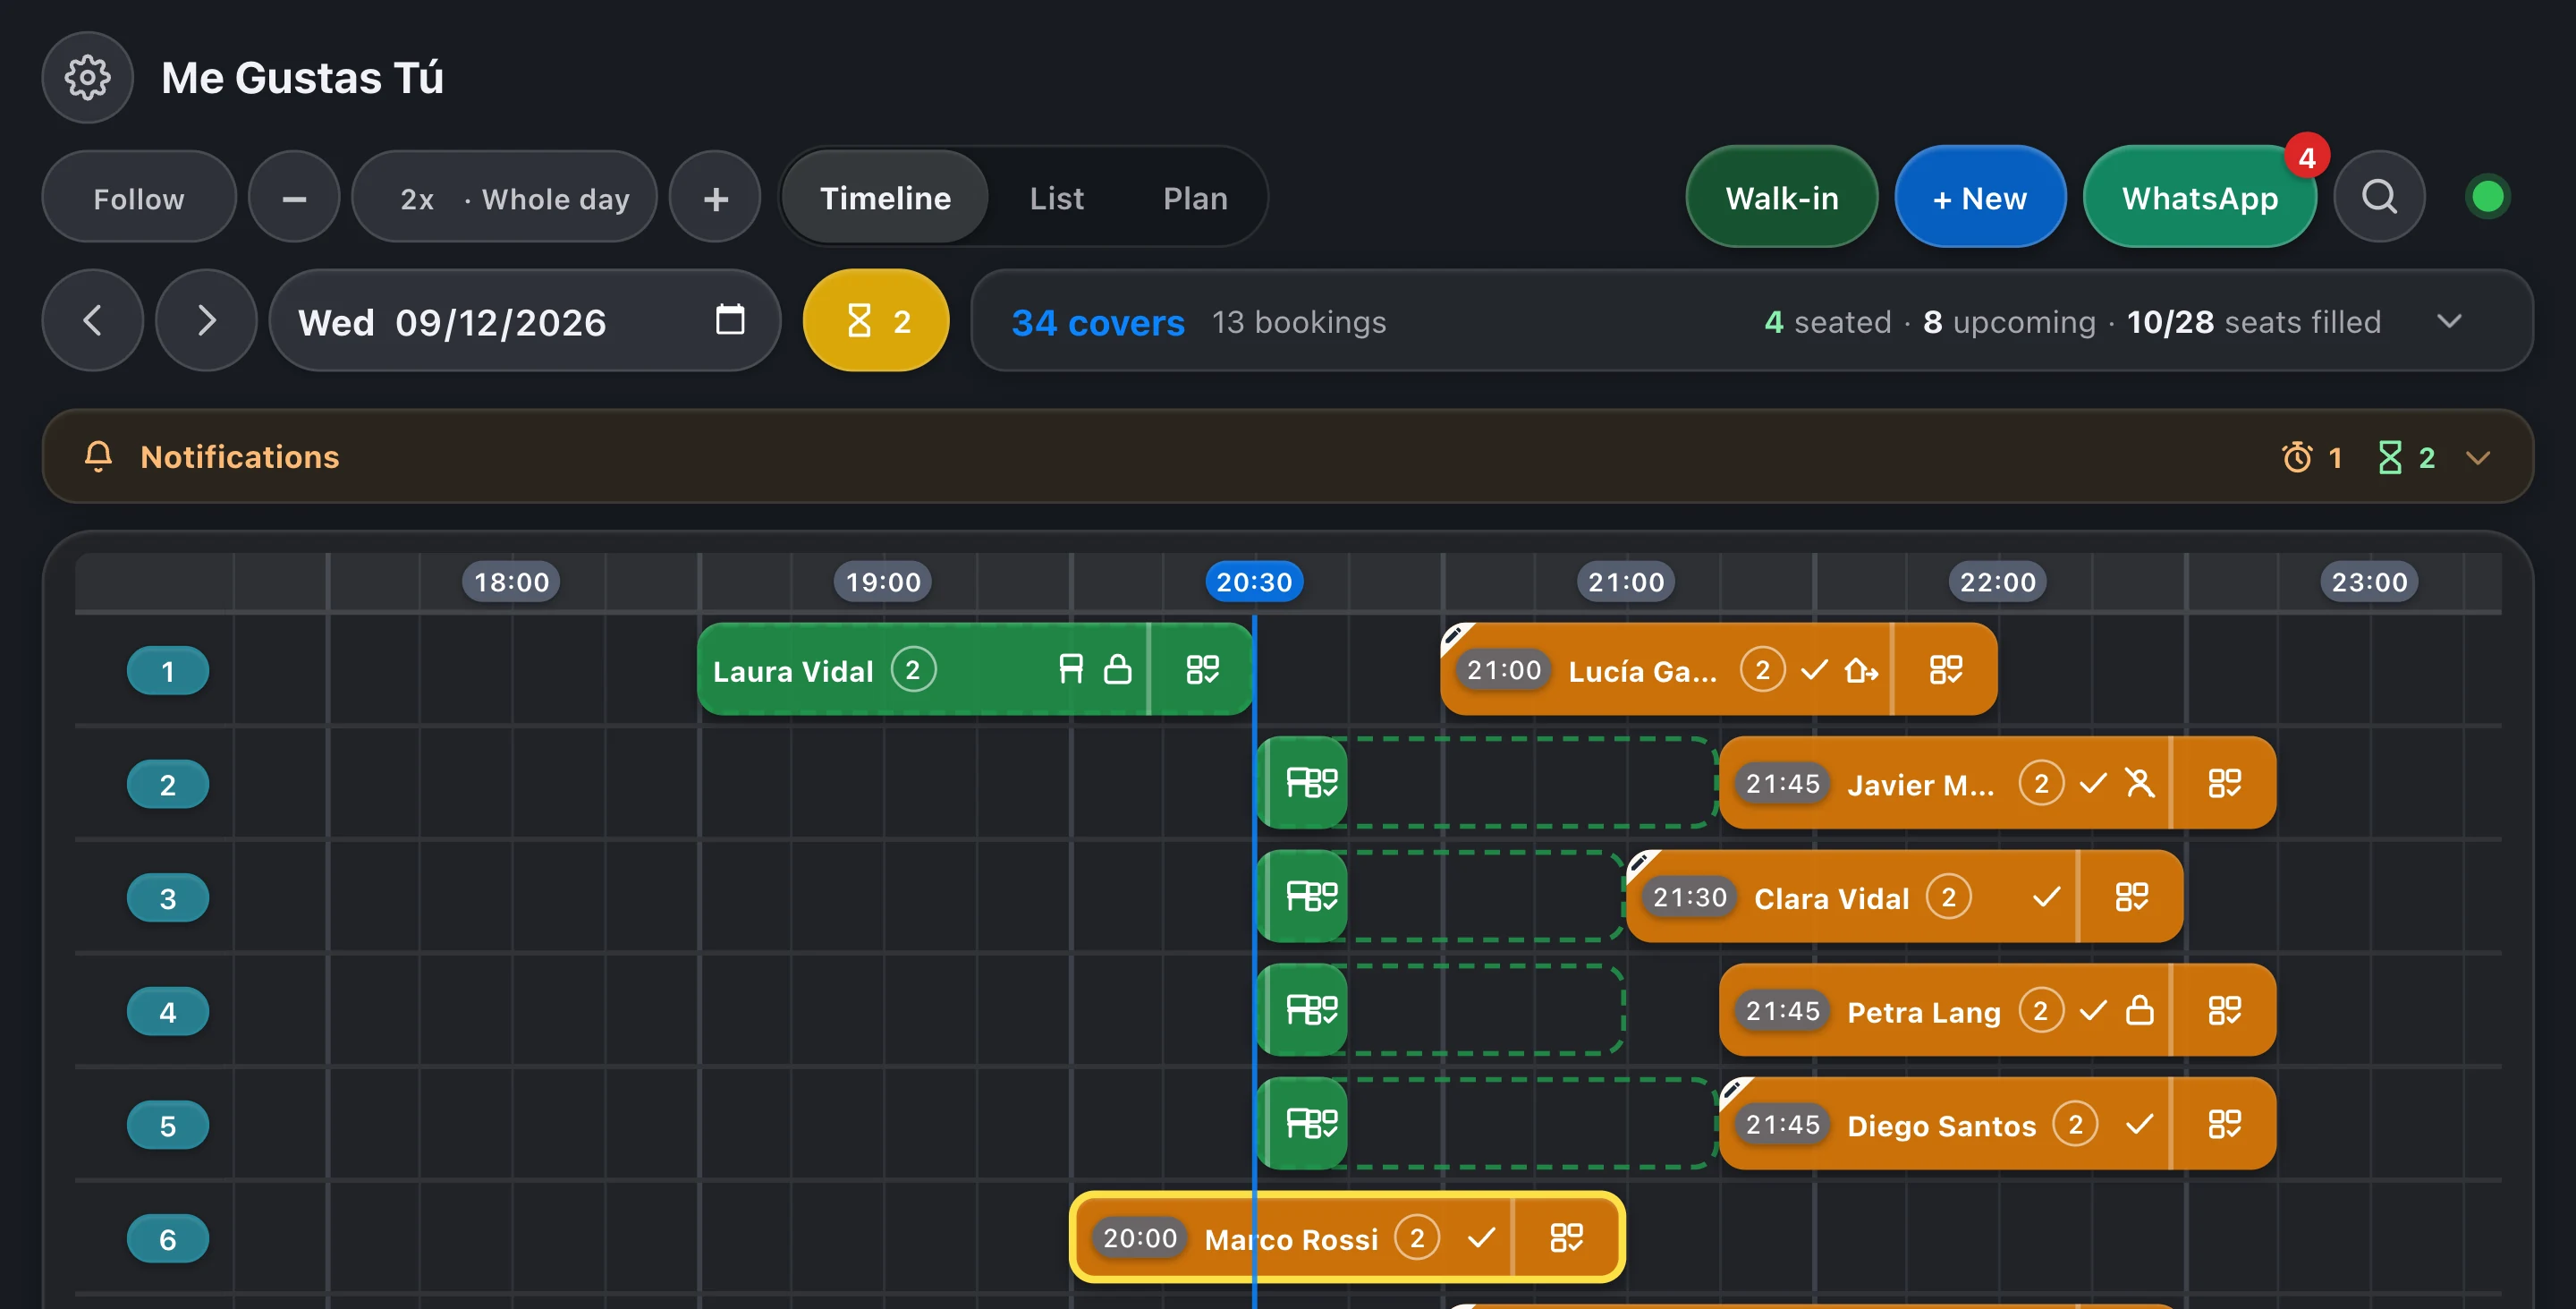 Me Gustas Tú
Follow − 2x · Whole day + Timeline List Plan Walk-in + New WhatsApp 4
Wed 09/12/2026 2 34 covers 13 bookings 4 seated · 8 upcoming · 10/28 seats filled
Notifications 1 2
18:00 19:00 20:30 21:00 22:00 23:00
1 Laura Vidal 2 21:00 Lucía Ga... 2
2 21:45 Javier M... 2
3 21:30 Clara Vidal 2
4 21:45 Petra Lang 2
5 21:45 Diego Santos 2
6 20:00 Marco Rossi 2